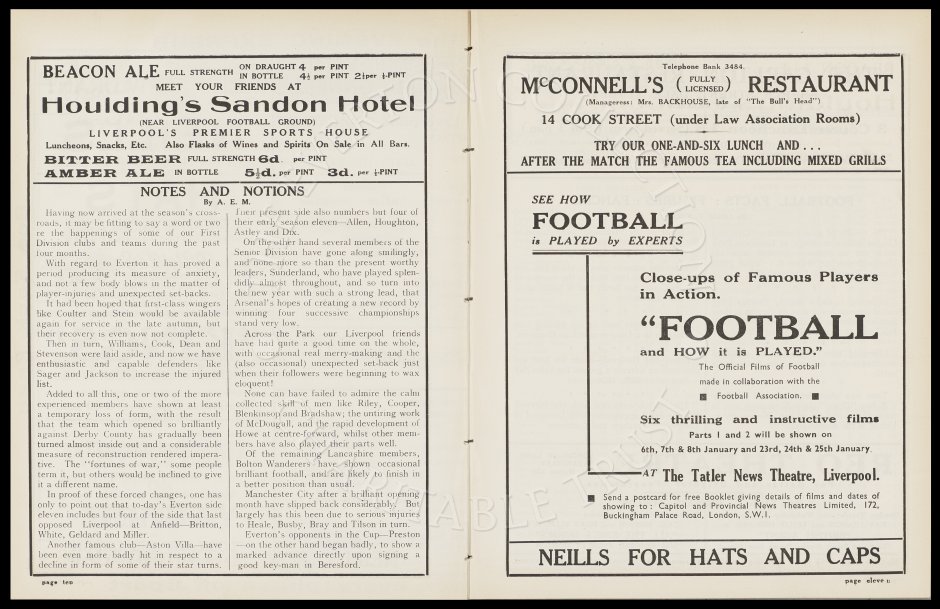 BEACON ALE FULL STRENGTH ON DRAUGHT 4 per PINT
IN BOTTLE 4½ per PINT 2½per ½-PINT
MEET YOUR FRIENDS AT
Houlding's Sandon Hotel
(NEAR LIVERPOOL FOOTBALL GROUND)
LIVERPOOL'S PREMIER SPORTS HOUSE
Luncheons, Snacks, Etc. Also Flasks of Wines and Spirits On Sale in All Bars.
BITTER BEER FULL STRENGTH 6d. per PINT
AMBER ALE IN BOTTLE 5½d. per PINT 3d. per ½-PINT
NOTES AND NOTIONS
By A. E. M.
Having now arrived at the season's cross-
roads, it may be fitting to say a word or two
re the happenings of some of our First
Division clubs and teams during the past
four months.
With regard to Everton it has proved a
period producing its measure of anxiety,
and not a few body blows in the matter of
player-injuries and unexpected set-backs.
It had been hoped that first-class wingers
like Coulter and Stein would be available
again for service in the late autumn, but
their recovery is even now not complete.
Then in turn, Williams, Cook, Dean and
Stevenson were laid aside, and now we have
enthusiastic and capable defenders like
Sager and Jackson to increase the injured
list.
Added to all this, one or two of the more
experienced members have shown at least
a temporary loss of form, with the result
that the team which opened so brilliantly
against Derby County has gradually been
turned almost inside out and a considerable
measure of reconstruction rendered impera-
tive. The "fortunes of war," some people
term it, but others would be inclined to give
it a different name.
In proof of these forced changes, one has
only to point out that to-day's Everton side
eleven includes but four of the side that last
opposed Liverpool at Anfield—Britton,
White, Geldard and Miller.
Another famous club—Aston Villa—have
been even more badly hit in respect to a
decline in form of some of their star turns.
Their present side also numbers but four of
their early season eleven—Allen, Houghton,
Astley and Dix.
On the other hand several members of the
Senior Division have gone along smilingly,
and none more so than the present worthy
leaders, Sunderland, who have played splen-
didly almost throughout, and so turn into
the new year with such a strong lead, that
Arsenal's hopes of creating a new record by
winning four successive championships
stand very low.
Across the Park our Liverpool friends
have had quite a good time on the whole,
with occasional real merry-making and the
(also occasional) unexpected set-back just
when their followers were beginning to wax
eloquent!
None can have failed to admire the calm
collected skill of men like Riley, Cooper,
Blenkinsop and Bradshaw; the untiring work
of McDougall, and the rapid development of
Howe at centre-forward, whilst other mem-
bers have also played their parts well.
Of the remaining Lancashire members,
Bolton Wanderers have shown occasional
brilliant football, and are likely to finish in
a better position than usual.
Manchester City after a brilliant opening
month have slipped back considerably. But
largely has this been due to serious injuries
to Heale, Busby, Bray and Tilson in turn.
Everton's opponents in the Cup—Preston
—on the other hand began badly, to show a
marked advance directly upon signing a
good key-man in Beresford.
page ten
Telephone Bank 3484.
McCONNELL'S (FULLY LICENSED) RESTAURANT
(Manageress: Mrs. BACKHOUSE, late of "The Bull's Head")
14 COOK STREET (under Law Association Rooms)
TRY OUR ONE-AND-SIX LUNCH AND . . .
AFTER THE MATCH THE FAMOUS TEA INCLUDING MIXED GRILLS
SEE HOW
FOOTBALL
is PLAYED by EXPERTS
Close-ups of Famous Players
in Action.
"FOOTBALL
and HOW it is PLAYED."
The Official Films of Football
made in collaboration with the
Football Association.
Six thrilling and instructive films
Parts 1 and 2 will be shown on
6th, 7th & 8th January and 23rd, 24th & 25th January
AT The Tatler News Theatre, Liverpool.
Send a postcard for free Booklet giving details of films and dates of
showing to: Capitol and Provincial News Theatres Limited, 172,
Buckingham Palace Road, London, S.W.1.
NEILLS FOR HATS AND CAPS
page eleven